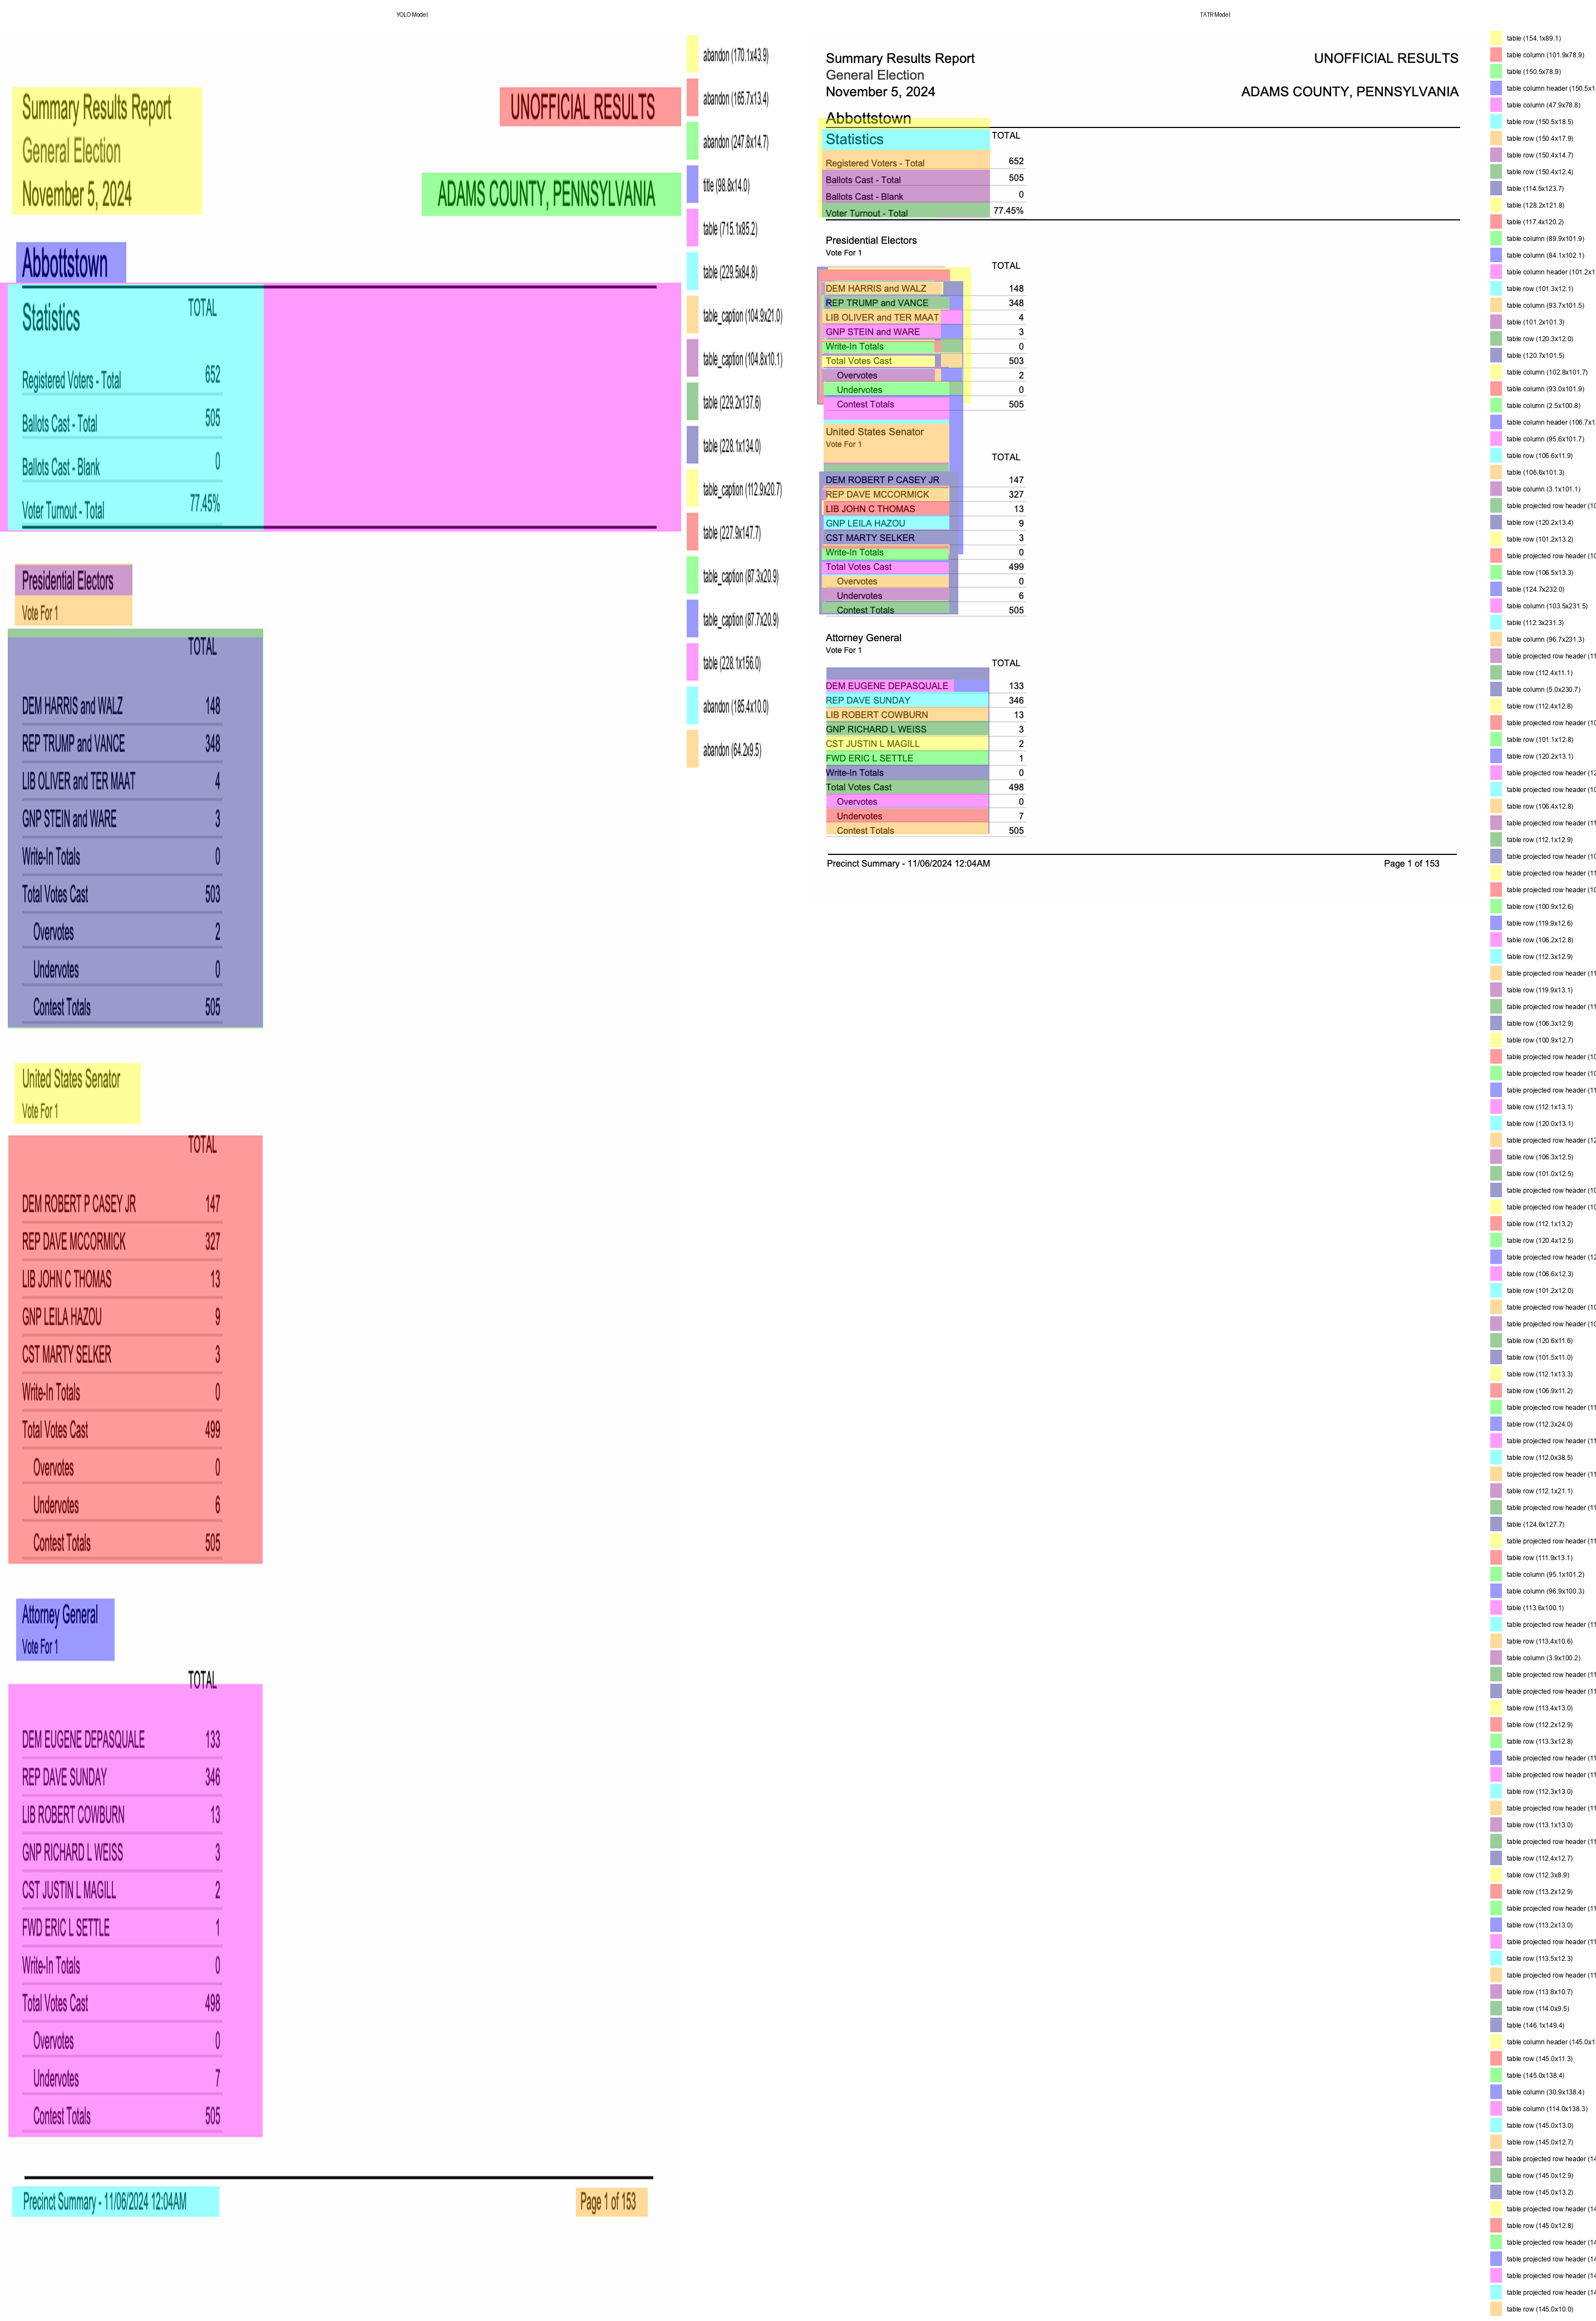 YOLO Model
Summary Results Report
General Election
November 5, 2024
UNOFFICIAL RESULTS
ADAMS COUNTY, PENNSYLVANIA
Abbottstown
Statistics TOTAL
Registered Voters - Total 652
Ballots Cast - Total 505
Ballots Cast - Blank 0
Voter Turnout - Total 77.45%
Presidential Electors
Vote For 1
TOTAL
DEM HARRIS and WALZ 148
REP TRUMP and VANCE 348
LIB OLIVER and TER MAAT 4
GNP STEIN and WARE 3
Write-In Totals 0
Total Votes Cast 503
Overvotes 2
Undervotes 0
Contest Totals 505
United States Senator
Vote For 1
TOTAL
DEM ROBERT P CASEY JR 147
REP DAVE MCCORMICK 327
LIB JOHN C THOMAS 13
GNP LEILA HAZOU 9
CST MARTY SELKER 3
Write-In Totals 0
Total Votes Cast 499
Overvotes 0
Undervotes 6
Contest Totals 505
Attorney General
Vote For 1
TOTAL
DEM EUGENE DEPASQUALE 133
REP DAVE SUNDAY 346
LIB ROBERT COWBURN 13
GNP RICHARD L WEISS 3
CST JUSTIN L MAGILL 2
FWD ERIC L SETTLE 1
Write-In Totals 0
Total Votes Cast 498
Overvotes 0
Undervotes 7
Contest Totals 505
Precinct Summary - 11/06/2024 12:04AM
Page 1 of 153
abandon (170.1x43.9)
abandon (165.7x13.4)
abandon (247.8x14.7)
title (98.8x14.0)
table (715.1x85.2)
table (229.5x84.8)
table_caption (104.9x21.0)
table_caption (104.8x10.1)
table (229.2x137.6)
table (228.1x134.0)
table_caption (112.9x20.7)
table (227.9x147.7)
table_caption (87.3x20.9)
table_caption (87.7x20.9)
table (228.1x156.0)
abandon (185.4x10.0)
abandon (64.2x9.5)
TATR Model
Summary Results Report
General Election
November 5, 2024
UNOFFICIAL RESULTS
ADAMS COUNTY, PENNSYLVANIA
Abbottstown
Statistics TOTAL
Registered Voters - Total 652
Ballots Cast - Total 505
Ballots Cast - Blank 0
Voter Turnout - Total 77.45%
Presidential Electors
Vote For 1
TOTAL
DEM HARRIS and WALZ 148
REP TRUMP and VANCE 348
LIB OLIVER and TER MAAT 4
GNP STEIN and WARE 3
Write-In Totals 0
Total Votes Cast 503
Overvotes 2
Undervotes 0
Contest Totals 505
United States Senator
Vote For 1
TOTAL
DEM ROBERT P CASEY JR 147
REP DAVE MCCORMICK 327
LIB JOHN C THOMAS 13
GNP LEILA HAZOU 9
CST MARTY SELKER 3
Write-In Totals 0
Total Votes Cast 499
Overvotes 0
Undervotes 6
Contest Totals 505
Attorney General
Vote For 1
TOTAL
DEM EUGENE DEPASQUALE 133
REP DAVE SUNDAY 346
LIB ROBERT COWBURN 13
GNP RICHARD L WEISS 3
CST JUSTIN L MAGILL 2
FWD ERIC L SETTLE 1
Write-In Totals 0
Total Votes Cast 498
Overvotes 0
Undervotes 7
Contest Totals 505
Precinct Summary - 11/06/2024 12:04AM
Page 1 of 153
table (154.1x89.1)
table column (101.9x78.9)
table (150.5x78.9)
table column header (150.5x1
table column (47.9x78.8)
table row (150.5x18.5)
table row (150.4x17.9)
table row (150.4x14.7)
table row (150.4x12.4)
table (114.5x123.7)
table (128.2x121.8)
table (117.4x120.2)
table column (89.9x101.9)
table column (84.1x102.1)
table column header (101.2x1
table row (101.3x12.1)
table column (93.7x101.5)
table (101.2x101.3)
table row (120.3x12.0)
table (120.7x101.5)
table column (102.8x101.7)
table column (93.0x101.9)
table column (2.5x100.8)
table column header (106.7x1
table column (95.6x101.7)
table row (106.6x11.9)
table (106.6x101.3)
table column (3.1x101.1)
table projected row header (10
table row (120.2x13.4)
table row (101.2x13.2)
table projected row header (10
table row (106.5x13.3)
table (124.7x232.0)
table column (103.5x231.5)
table (112.3x231.3)
table column (96.7x231.3)
table projected row header (11
table row (112.4x11.1)
table column (5.0x230.7)
table row (112.4x12.8)
table projected row header (10
table row (101.1x12.8)
table row (120.2x13.1)
table projected row header (12
table projected row header (10
table row (106.4x12.8)
table projected row header (11
table row (112.1x12.9)
table projected row header (10
table projected row header (11
table projected row header (10
table row (100.9x12.6)
table row (119.9x12.6)
table row (106.2x12.8)
table row (112.3x12.9)
table projected row header (11
table row (119.9x13.1)
table projected row header (11
table row (106.3x12.9)
table row (100.9x12.7)
table projected row header (10
table projected row header (10
table projected row header (11
table row (112.1x13.1)
table row (120.0x13.1)
table projected row header (12
table row (106.3x12.5)
table row (101.0x12.5)
table projected row header (10
table projected row header (10
table row (112.1x13.2)
table row (120.4x12.5)
table projected row header (12
table row (106.6x12.3)
table row (101.2x12.0)
table projected row header (10
table projected row header (10
table row (120.6x11.6)
table row (101.5x11.0)
table row (112.1x13.3)
table row (106.9x11.2)
table projected row header (11
table row (112.3x24.0)
table projected row header (11
table row (112.0x38.5)
table projected row header (11
table row (112.1x21.1)
table projected row header (11
table (124.6x127.7)
table projected row header (11
table row (111.9x13.1)
table column (95.1x101.2)
table column (96.9x100.3)
table (113.6x100.1)
table projected row header (11
table row (113.4x10.6)
table column (3.9x100.2)
table projected row header (11
table projected row header (11
table row (113.4x13.0)
table row (112.2x12.9)
table row (113.3x12.8)
table projected row header (11
table projected row header (11
table row (112.3x13.0)
table projected row header (11
table row (113.1x13.0)
table projected row header (11
table row (112.4x12.7)
table row (112.3x8.9)
table row (113.2x12.9)
table projected row header (11
table row (113.2x13.0)
table projected row header (11
table row (113.5x12.3)
table projected row header (11
table row (113.8x10.7)
table row (114.0x9.5)
table (146.1x149.4)
table column header (145.0x1
table row (145.0x11.3)
table (145.0x138.4)
table column (30.9x138.4)
table column (114.0x138.3)
table row (145.0x13.0)
table row (145.0x12.7)
table projected row header (14
table row (145.0x12.9)
table row (145.0x13.2)
table projected row header (14
table row (145.0x12.8)
table projected row header (14
table projected row header (14
table projected row header (14
table projected row header (14
table row (145.0x10.0)